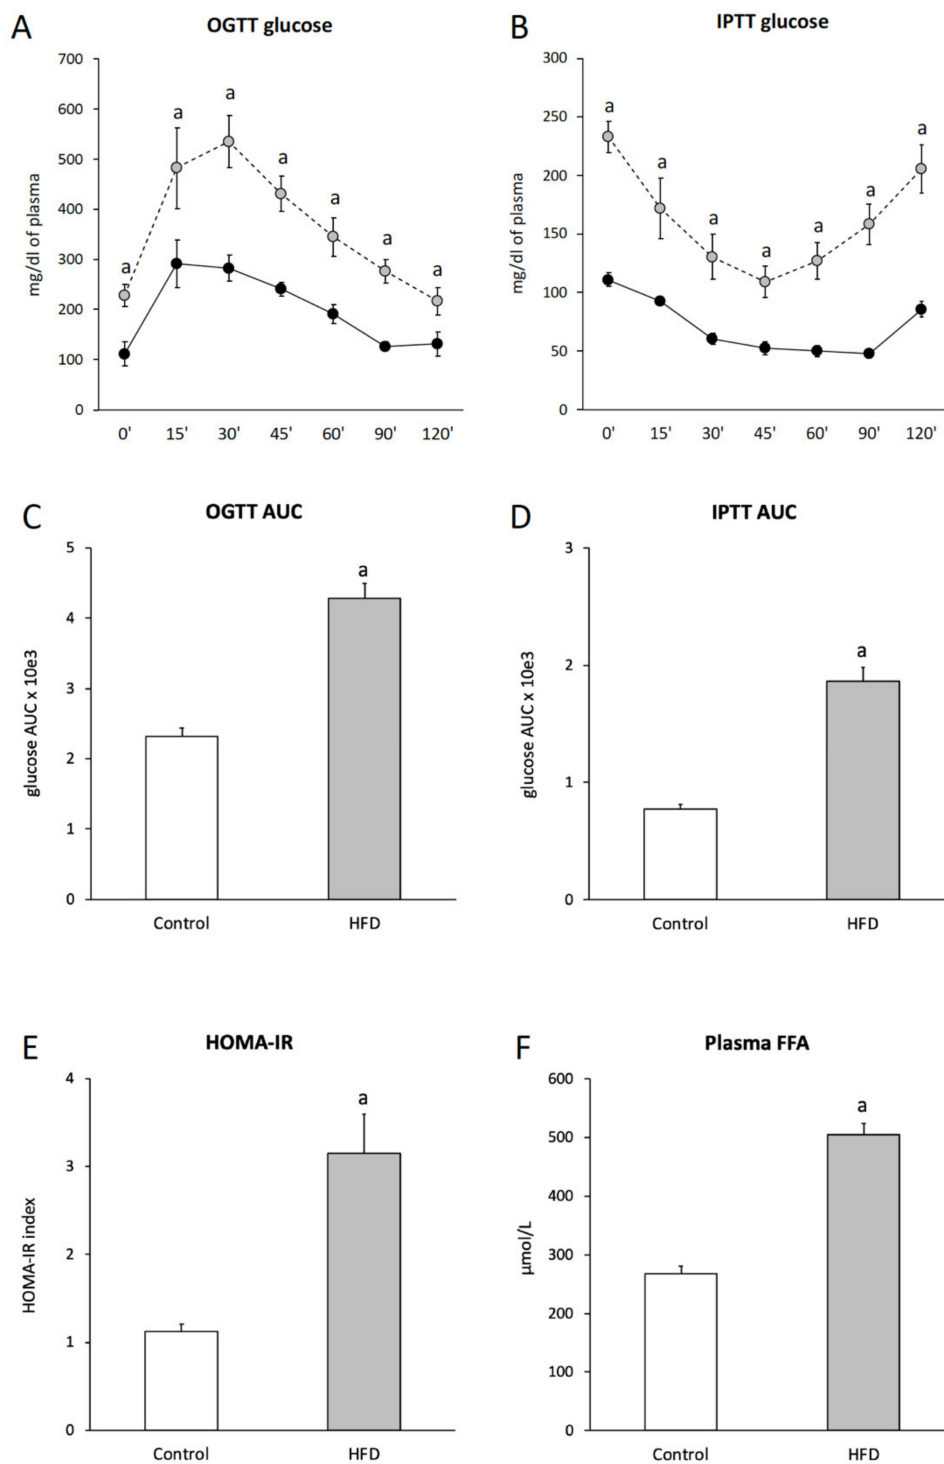 A
OGTT glucose
mg/dl of plasma
700
600
500
400
300
200
100
0
a
a
a
a
a
a
a
0' 15' 30' 45' 60' 90' 120'
B
IPTT glucose
mg/dl of plasma
300
250
200
150
100
50
0
a
a
a
a
a
a
a
0' 15' 30' 45' 60' 90' 120'
C
OGTT AUC
glucose AUC x 10e3
5
4
3
2
1
0
a
Control HFD
D
IPTT AUC
glucose AUC x 10e3
3
2
1
0
a
Control HFD
E
HOMA-IR
HOMA-IR index
4
3
2
1
0
a
Control HFD
F
Plasma FFA
µmol/L
600
500
400
300
200
100
0
a
Control HFD